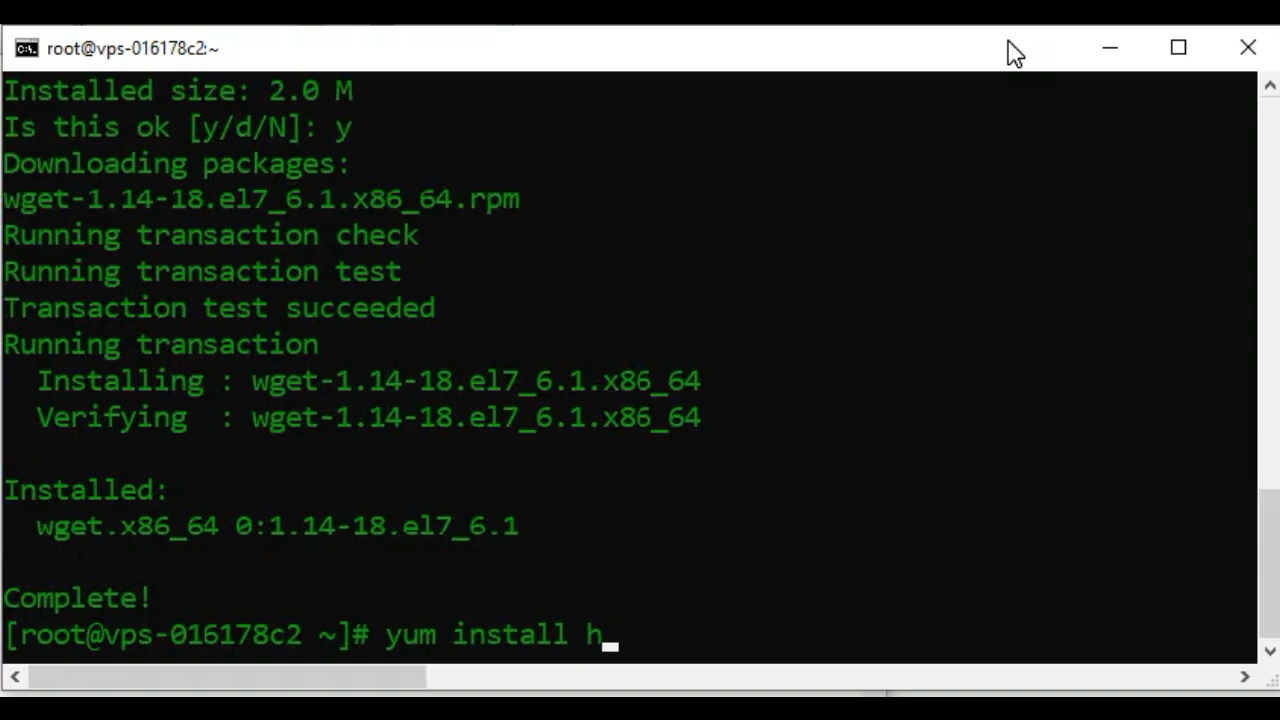 root@vps-016178c2:~
Installed size: 2.0 M
Is this ok [y/d/N]: y
Downloading packages:
wget-1.14-18.el7_6.1.x86_64.rpm
Running transaction check
Running transaction test
Transaction test succeeded
Running transaction
  Installing : wget-1.14-18.el7_6.1.x86_64
  Verifying  : wget-1.14-18.el7_6.1.x86_64
Installed:
  wget.x86_64 0:1.14-18.el7_6.1
Complete!
[root@vps-016178c2 ~]# yum install h